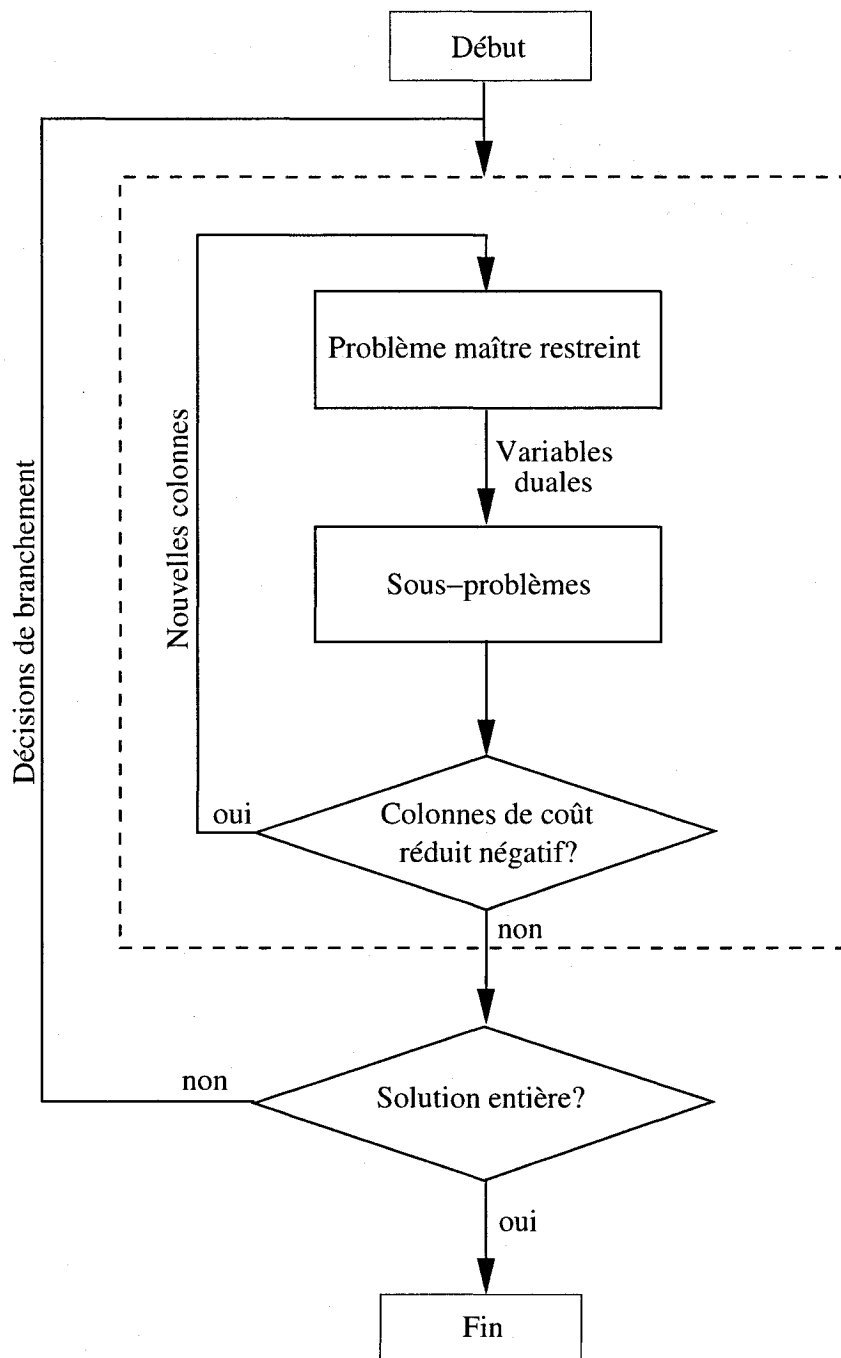 Début
Problème maître restreint
Variables
duales
Nouvelles colonnes
Décisions de branchement
Sous–problèmes
Colonnes de coût
réduit négatif?
oui
non
Solution entière?
non
oui
Fin